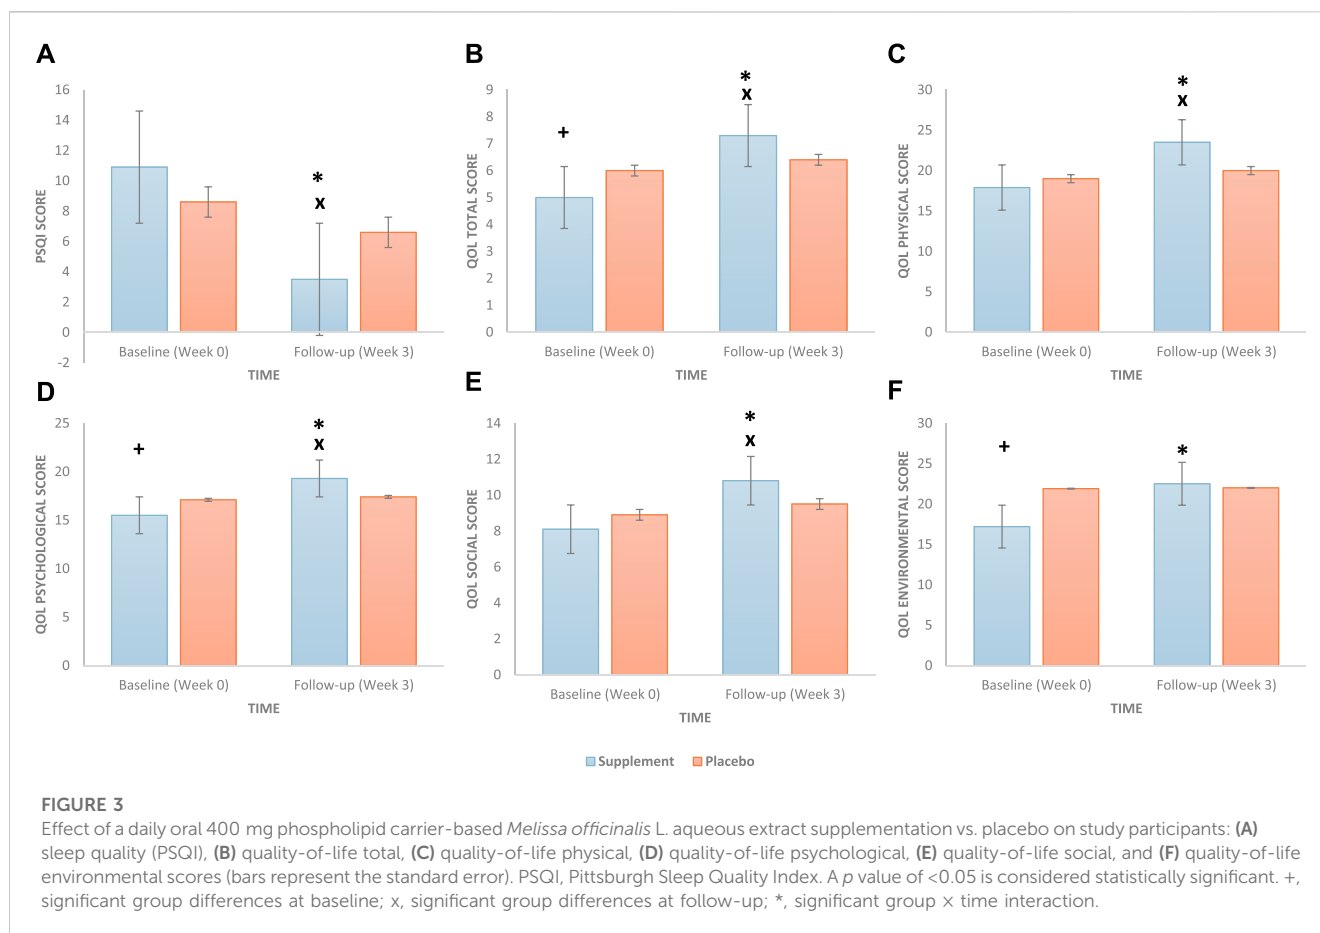 A
16
14
12
10
8
6
4
2
0
-2
PSQI SCORE
*
x
Baseline (Week 0) Follow-up (Week 3)
TIME
B
9
8
7
6
5
4
3
2
1
0
QOL TOTAL SCORE
+
*
x
Baseline (Week 0) Follow-up (Week 3)
TIME
C
30
25
20
15
10
5
0
QOL PHYSICAL SCORE
*
x
Baseline (Week 0) Follow-up (Week 3)
TIME
D
25
20
15
10
5
0
QOL PSYCHOLOGICAL SCORE
+
*
x
Baseline (Week 0) Follow-up (Week 3)
TIME
E
14
12
10
8
6
4
2
0
QOL SOCIAL SCORE
*
x
Baseline (Week 0) Follow-up (Week 3)
TIME
F
30
25
20
15
10
5
0
QOL ENVIRONMENTAL SCORE
+
*
Baseline (Week 0) Follow-up (Week 3)
TIME
Supplement Placebo
FIGURE 3
Effect of a daily oral 400 mg phospholipid carrier-based Melissa officinalis L. aqueous extract supplementation vs. placebo on study participants: (A)
sleep quality (PSQI), (B) quality-of-life total, (C) quality-of-life physical, (D) quality-of-life psychological, (E) quality-of-life social, and (F) quality-of-life
environmental scores (bars represent the standard error). PSQI, Pittsburgh Sleep Quality Index. A p value of <0.05 is considered statistically significant. +,
significant group differences at baseline; x, significant group differences at follow-up; *, significant group × time interaction.